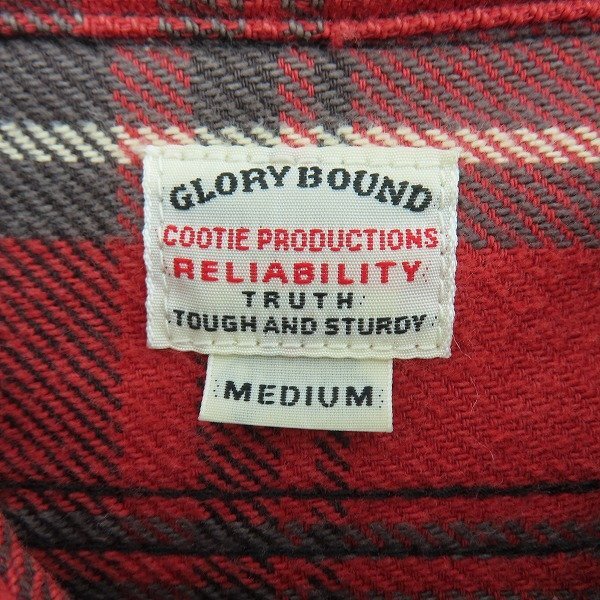 GLORY BOUND
COOTIE PRODUCTIONS
RELIABILITY
TRUTH
TOUGH AND STURDY
MEDIUM